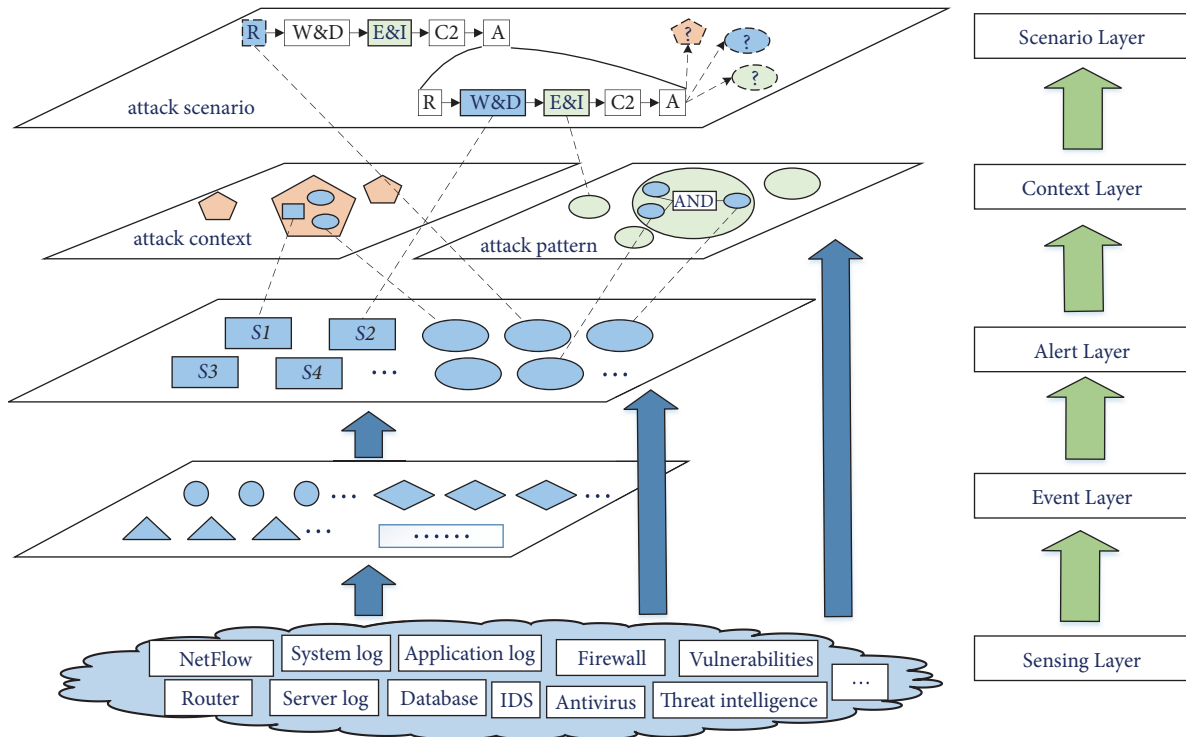 R W&D E&I C2 A
? ? ?
R W&D E&I C2 A
attack scenario
Scenario Layer
AND
attack context
attack pattern
Context Layer
S1 S2
S3 S4 ... ...
Alert Layer
... ...
... ......
Event Layer
NetFlow System log Application log Firewall Vulnerabilities ...
Router Server log Database IDS Antivirus Threat intelligence
Sensing Layer